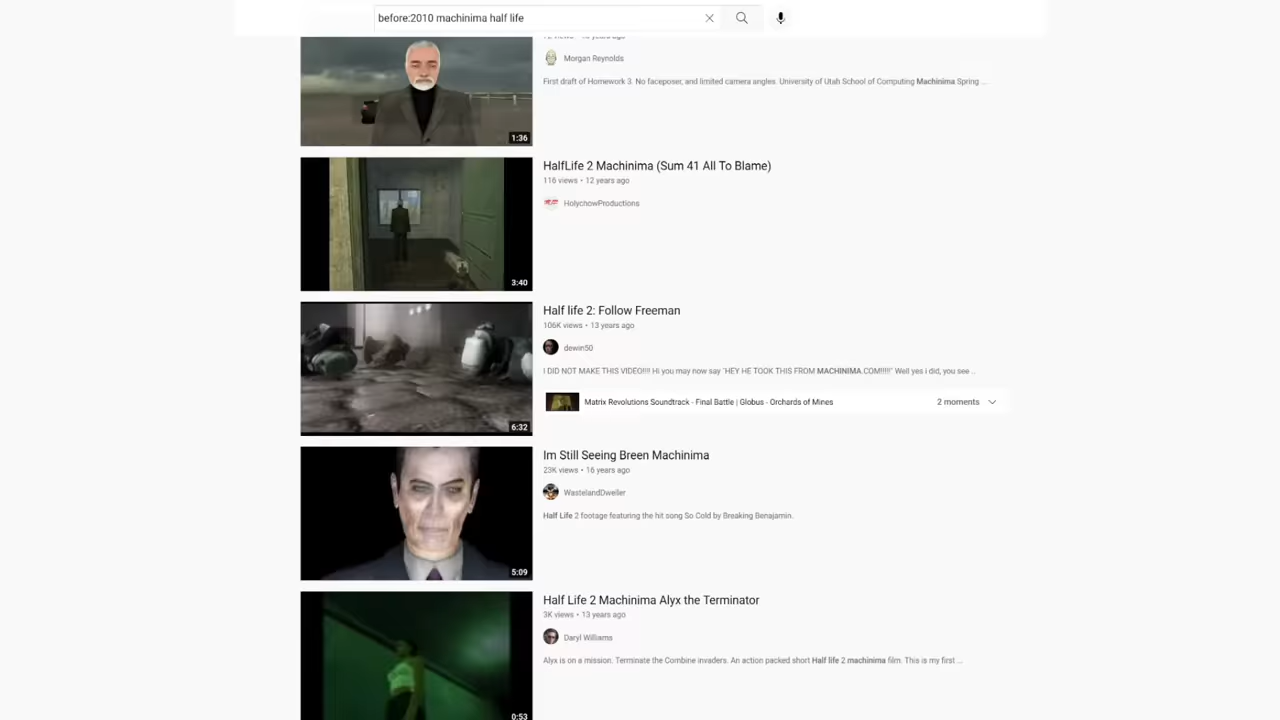 before:2010 machinima half life
Morgan Reynolds
First draft of Homework 3. No faceposer, and limited camera angles. University of Utah School of Computing Machinima Spring ...
1:36
HalfLife 2 Machinima (Sum 41 All To Blame)
116 views • 12 years ago
HolychowProductions
3:40
Half life 2: Follow Freeman
106K views • 13 years ago
dewin50
I DID NOT MAKE THIS VIDEO!!!! Hi you may now say "HEY HE TOOK THIS FROM MACHINIMA.COM!!!!!" Well yes i did, you see ...
Matrix Revolutions Soundtrack - Final Battle | Globus - Orchards of Mines 2 moments
6:32
Im Still Seeing Breen Machinima
23K views • 16 years ago
WastelandDweller
Half Life 2 footage featuring the hit song So Cold by Breaking Benajamin.
5:09
Half Life 2 Machinima Alyx the Terminator
3K views • 13 years ago
Daryl Williams
Alyx is on a mission. Terminate the Combine invaders. An action packed short Half life 2 machinima film. This is my first ...
0:53